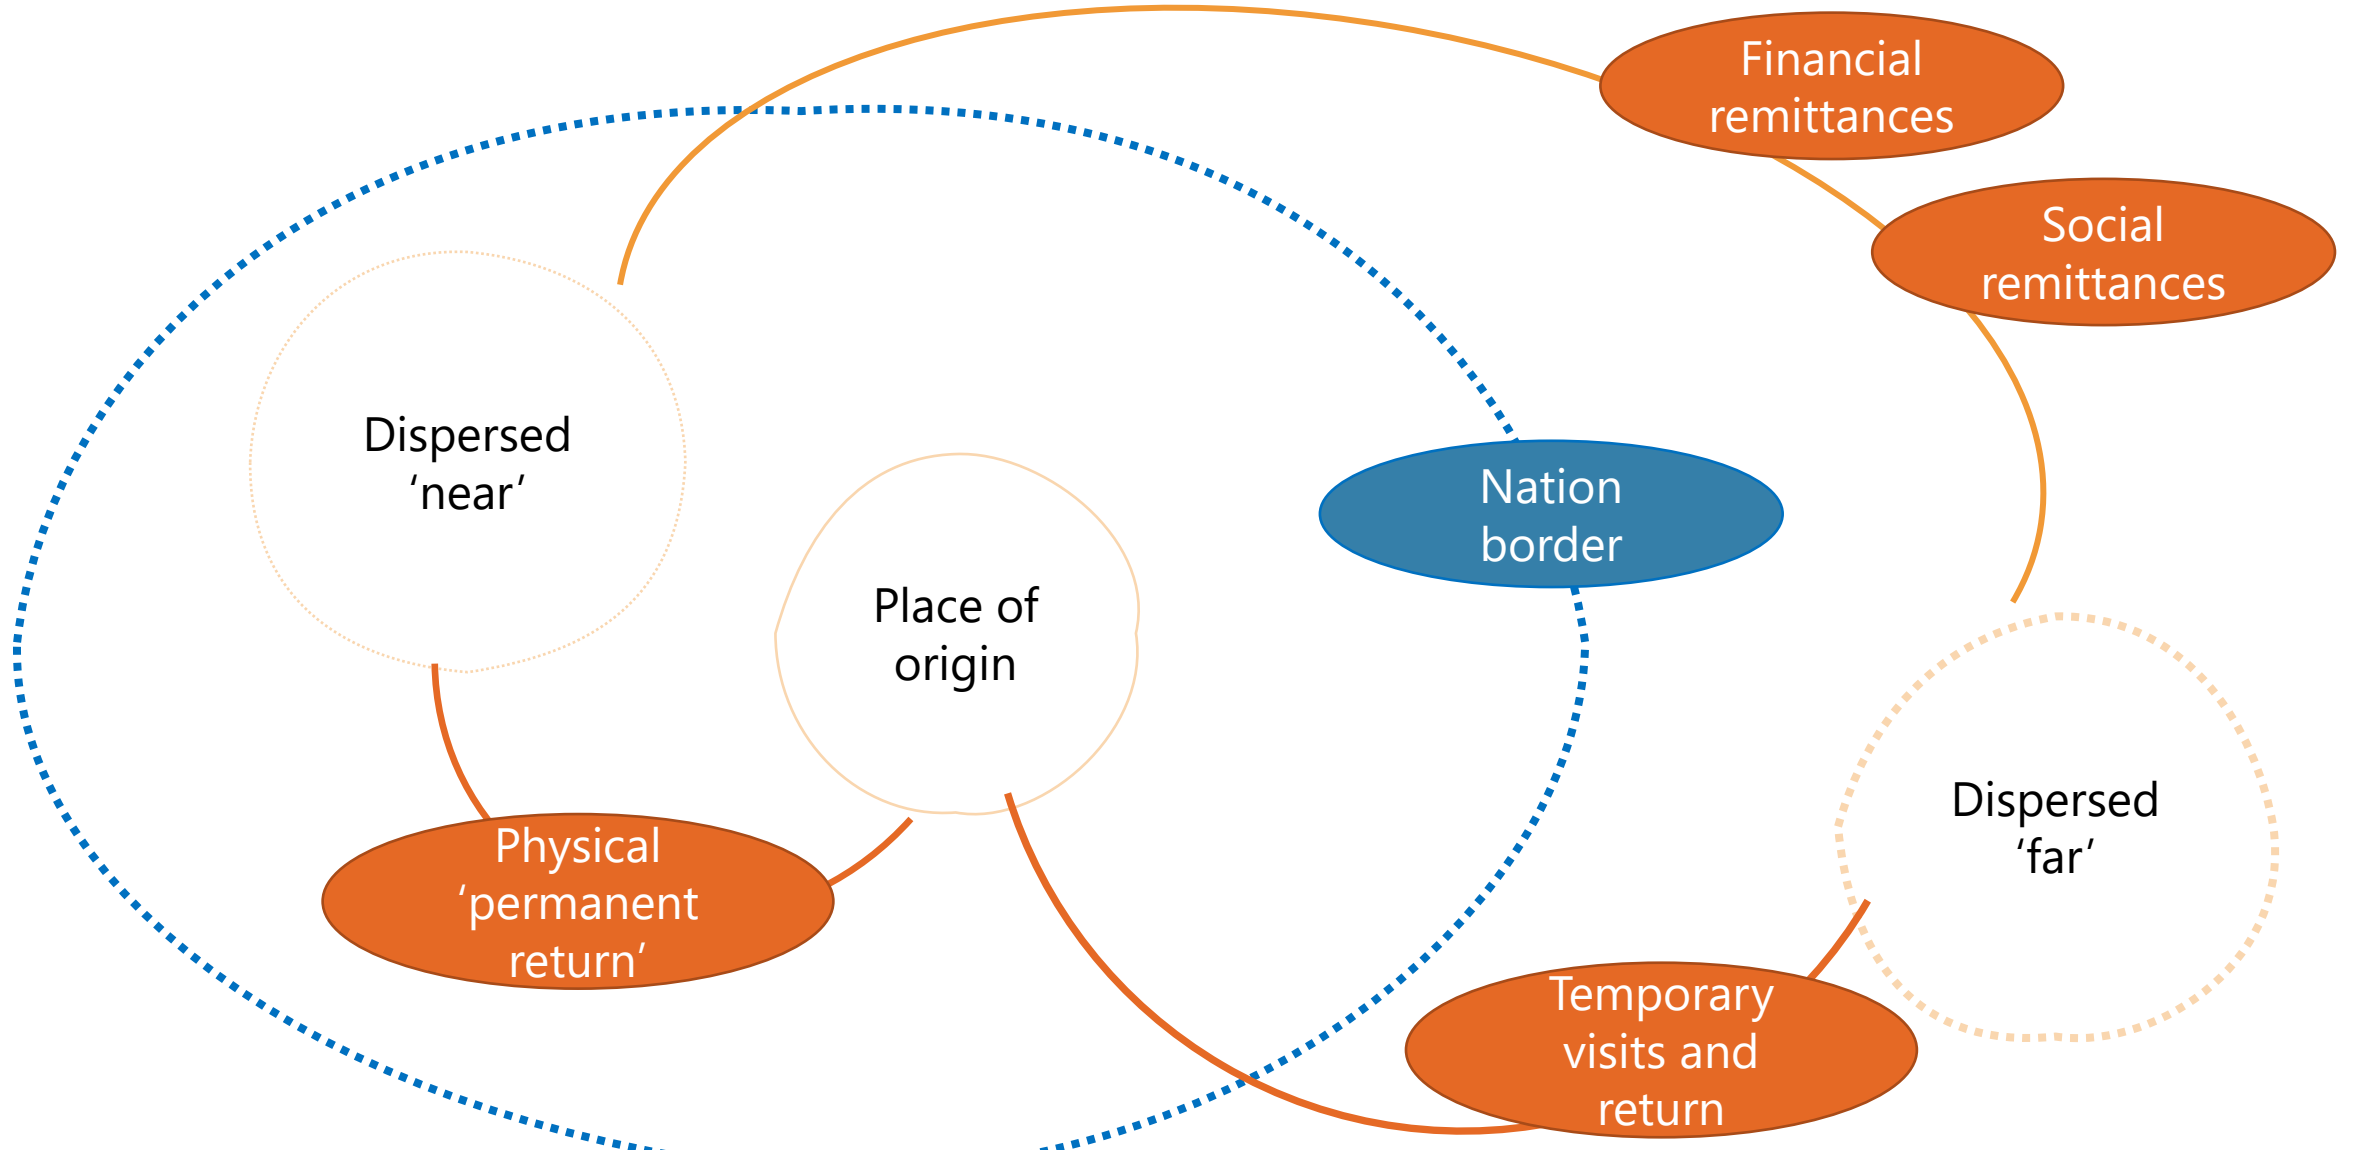 Financial
remittances
Social
remittances
Dispersed
‘near’
Nation
border
Place of
origin
Dispersed
‘far’
Physical
‘permanent
return’
Temporary
visits and
return